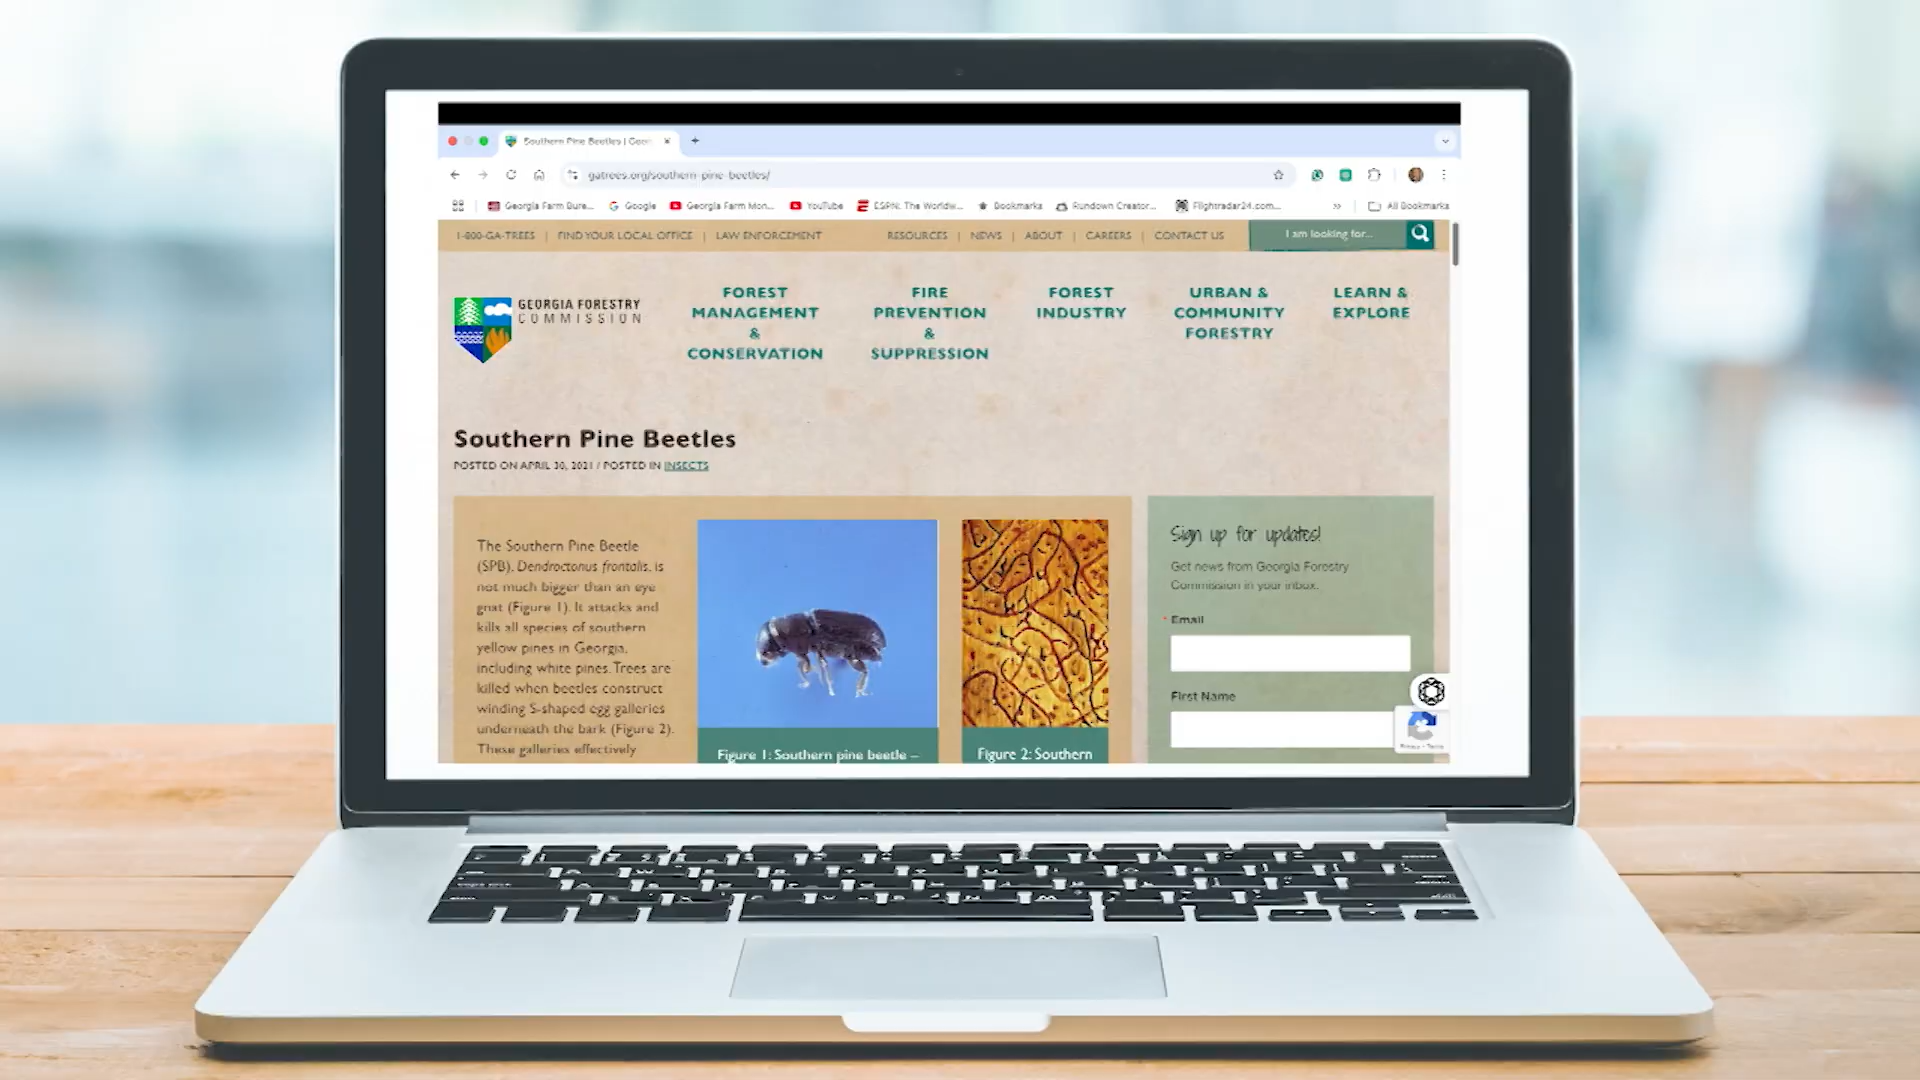 Southern Pine Beetles | Geor
gatrees.org/southern-pine-beetles/
Georgia Farm Bure...
Google
Georgia Farm Mon...
YouTube
ESPN: The Worldw...
Bookmarks
Rundown Creator...
Flightradar24.com...
All Bookmarks
1-800-GA-TREES | FIND YOUR LOCAL OFFICE | LAW ENFORCEMENT
RESOURCES | NEWS | ABOUT | CAREERS | CONTACT US
I am looking for...
GEORGIA FORESTRY
COMMISSION
FOREST
MANAGEMENT
&
CONSERVATION
FIRE
PREVENTION
&
SUPPRESSION
FOREST
INDUSTRY
URBAN &
COMMUNITY
FORESTRY
LEARN &
EXPLORE
Southern Pine Beetles
POSTED ON APRIL 30, 2021 / POSTED IN INSECTS
The Southern Pine Beetle
(SPB), Dendroctonus frontalis, is
not much bigger than an eye
gnat (Figure 1). It attacks and
kills all species of southern
yellow pines in Georgia,
including white pines. Trees are
killed when beetles construct
winding S-shaped egg galleries
underneath the bark (Figure 2).
These galleries effectively
Figure 1: Southern pine beetle –
Figure 2: Southern
Sign up for updates!
Get news from Georgia Forestry
Commission in your inbox.
* Email
First Name
Privacy - Terms